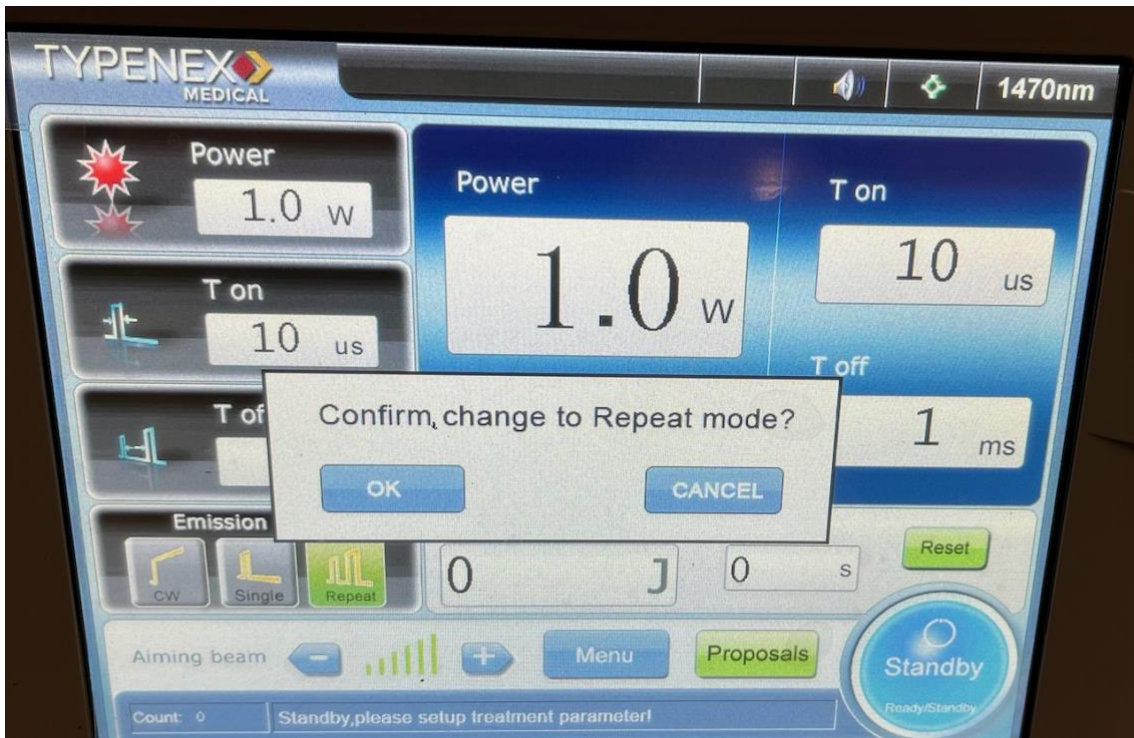 TYPENEX
MEDICAL
1470nm
Power
1.0 W
T on
10 us
T of
Power
1.0 W
T on
10 us
T off
1 ms
Confirm, change to Repeat mode?
OK
CANCEL
Emission
CW
Single
Repeat
0 J
0 s
Reset
Aiming beam
-
+
Menu
Proposals
Standby
Ready/Standby
Count: 0
Standby,please setup treatment parameter!